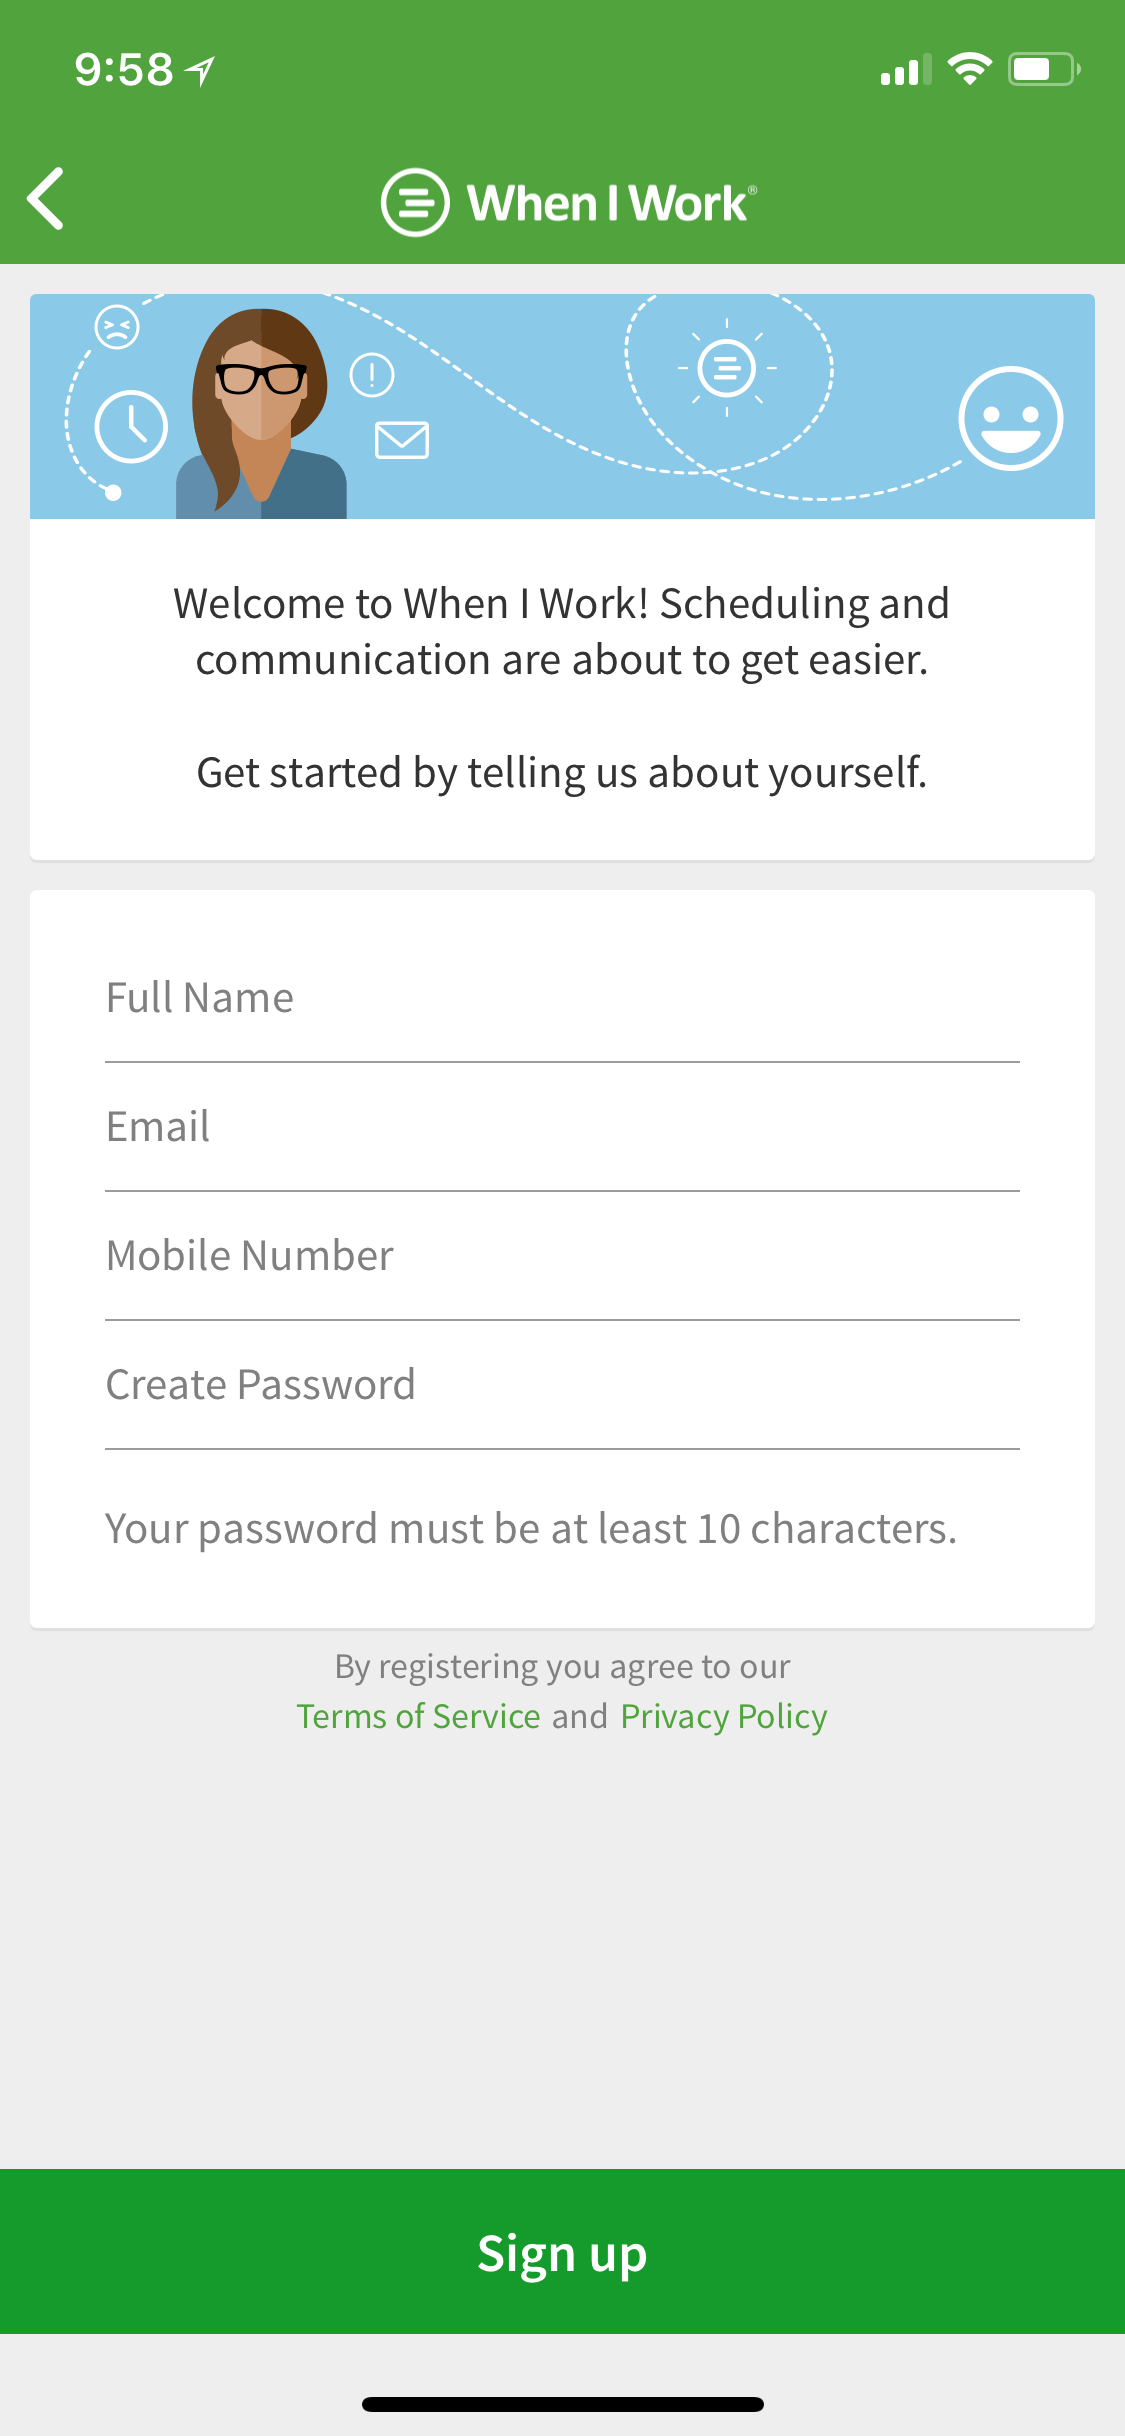 9:58
When I Work®
Welcome to When I Work! Scheduling and
communication are about to get easier.
Get started by telling us about yourself.
Full Name
Email
Mobile Number
Create Password
Your password must be at least 10 characters.
By registering you agree to our
Terms of Service and Privacy Policy
Sign up